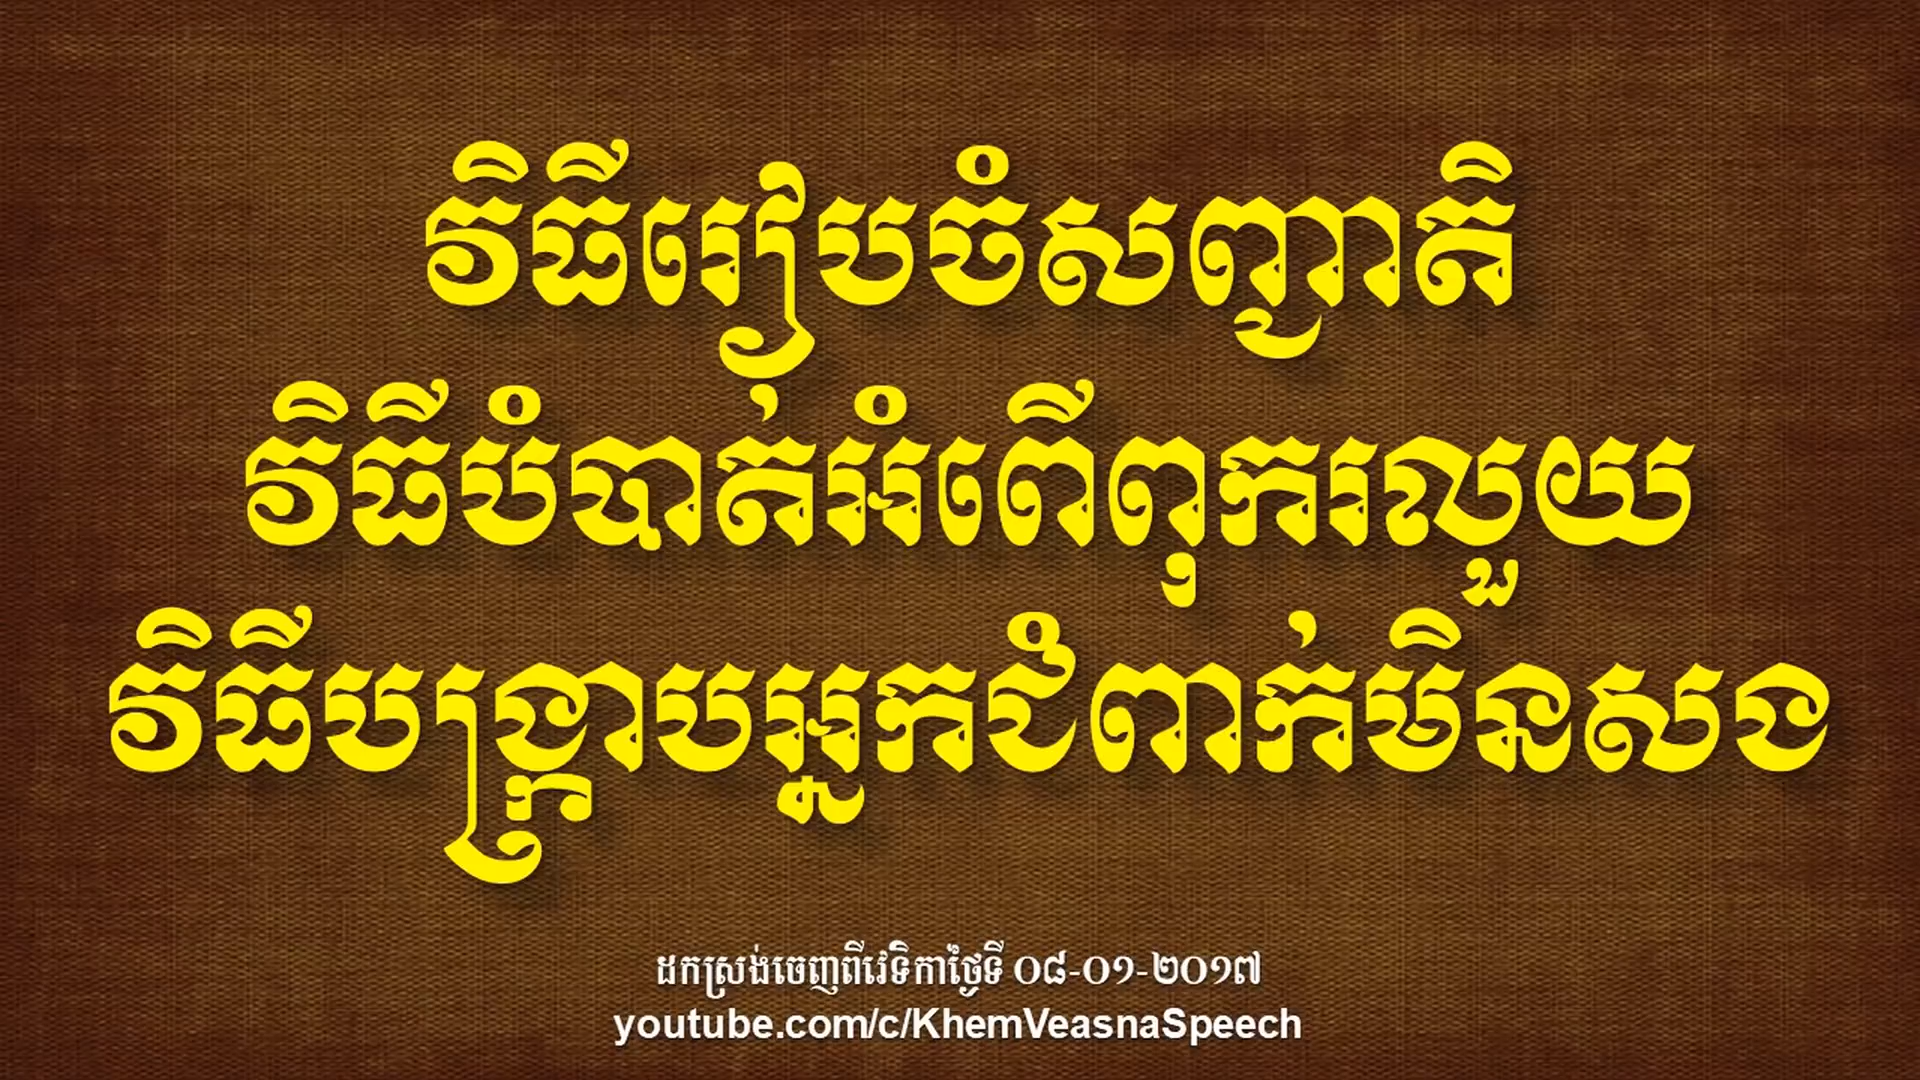 វិធីរៀបចំសញ្ជាតិ
វិធីបំបាត់អំពើពុករលួយ
វិធីបង្ក្រាបអ្នកជំពាក់មិនសង
ដកស្រង់ចេញពីវេទិកាថ្ងៃទី ០៨-០១-២០១៧
youtube.com/c/KhemVeasnaSpeech